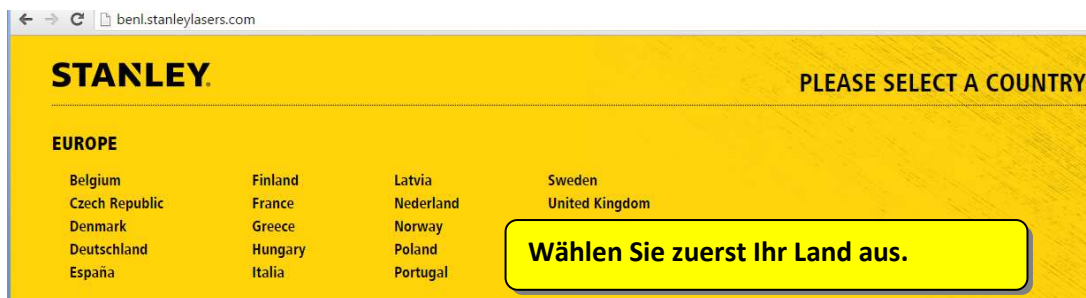 benl.stanleylasers.com
STANLEY
PLEASE SELECT A COUNTRY
EUROPE
Belgium Finland Latvia Sweden
Czech Republic France Nederland United Kingdom
Denmark Greece Norway
Deutschland Hungary Poland
España Italia Portugal
Wählen Sie zuerst Ihr Land aus.